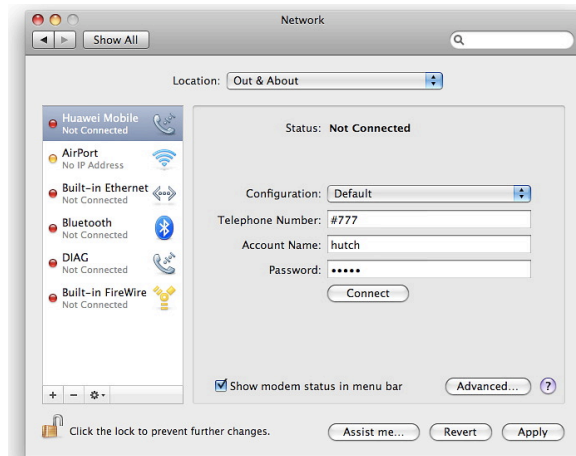 Network
Show All
Location: Out & About
Huawei Mobile
Not Connected
AirPort
No IP Address
Built-in Ethernet
Not Connected
Bluetooth
Not Connected
DIAG
Not Connected
Built-in FireWire
Not Connected
Status: Not Connected
Configuration: Default
Telephone Number: #777
Account Name: hutch
Password: •••••
Connect
Show modem status in menu bar
Advanced... ?
+ −
Click the lock to prevent further changes.
Assist me... Revert Apply